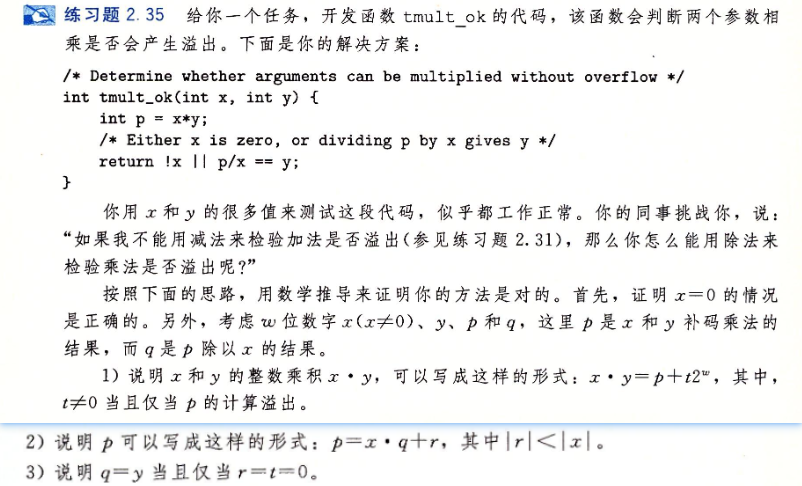 练习题 2.35 给你一个任务,开发函数 tmult_ok 的代码,该函数会判断两个参数相
乘是否会产生溢出。下面是你的解决方案:
/* Determine whether arguments can be multiplied without overflow */
int tmult_ok(int x, int y) {
    int p = x*y;
    /* Either x is zero, or dividing p by x gives y */
    return !x || p/x == y;
}
你用 x 和 y 的很多值来测试这段代码,似乎都工作正常。你的同事挑战你,说:
“如果我不能用减法来检验加法是否溢出(参见练习题 2.31),那么你怎么能用除法来
检验乘法是否溢出呢?”
按照下面的思路,用数学推导来证明你的方法是对的。首先,证明 x=0 的情况
是正确的。另外,考虑 w 位数字 x(x≠0)、y、p 和 q,这里 p 是 x 和 y 补码乘法的
结果,而 q 是 p 除以 x 的结果。
1) 说明 x 和 y 的整数乘积 x·y,可以写成这样的形式:x·y=p+t2ʷ,其中,
t≠0 当且仅当 p 的计算溢出。
2) 说明 p 可以写成这样的形式:p=x·q+r,其中|r|<|x|。
3) 说明 q=y 当且仅当 r=t=0。